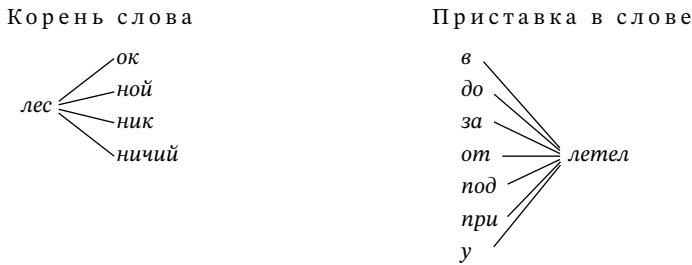 Корень слова
ок
ной
лес
ник
ничий
Приставка в слове
в
до
за
от
летел
под
при
у